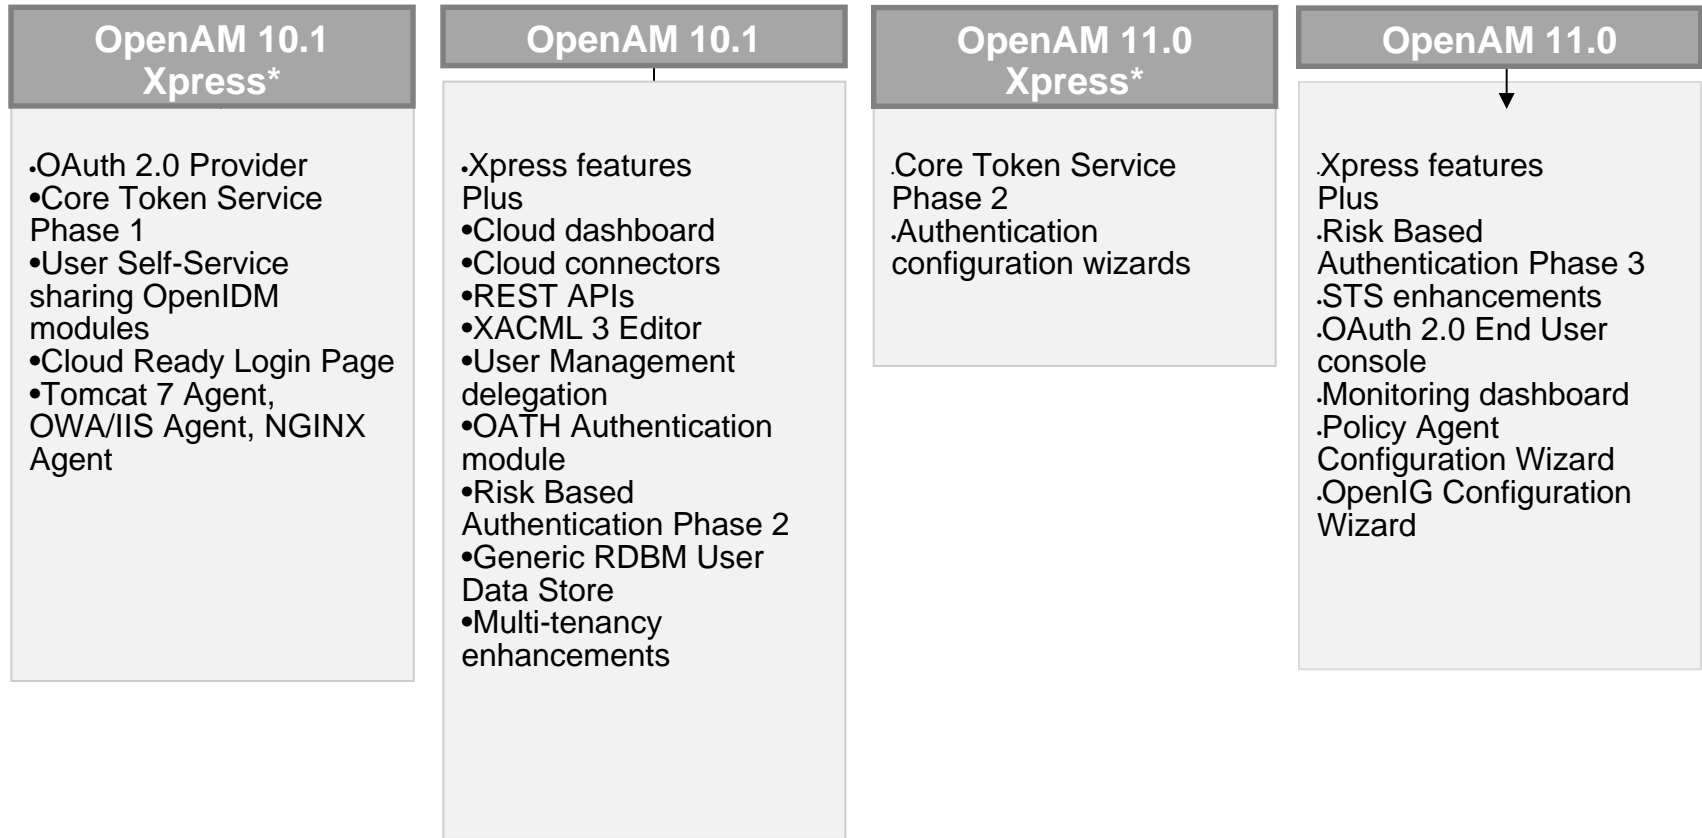 OpenAM 10.1
Xpress*
•OAuth 2.0 Provider
•Core Token Service
Phase 1
•User Self-Service
sharing OpenIDM
modules
•Cloud Ready Login Page
•Tomcat 7 Agent,
OWA/IIS Agent, NGINX
Agent
OpenAM 10.1
•Xpress features
Plus
•Cloud dashboard
•Cloud connectors
•REST APIs
•XACML 3 Editor
•User Management
delegation
•OATH Authentication
module
•Risk Based
Authentication Phase 2
•Generic RDBM User
Data Store
•Multi-tenancy
enhancements
OpenAM 11.0
Xpress*
•Core Token Service
Phase 2
•Authentication
configuration wizards
OpenAM 11.0
•Xpress features
Plus
•Risk Based
Authentication Phase 3
•STS enhancements
•OAuth 2.0 End User
console
•Monitoring dashboard
•Policy Agent
Configuration Wizard
•OpenIG Configuration
Wizard